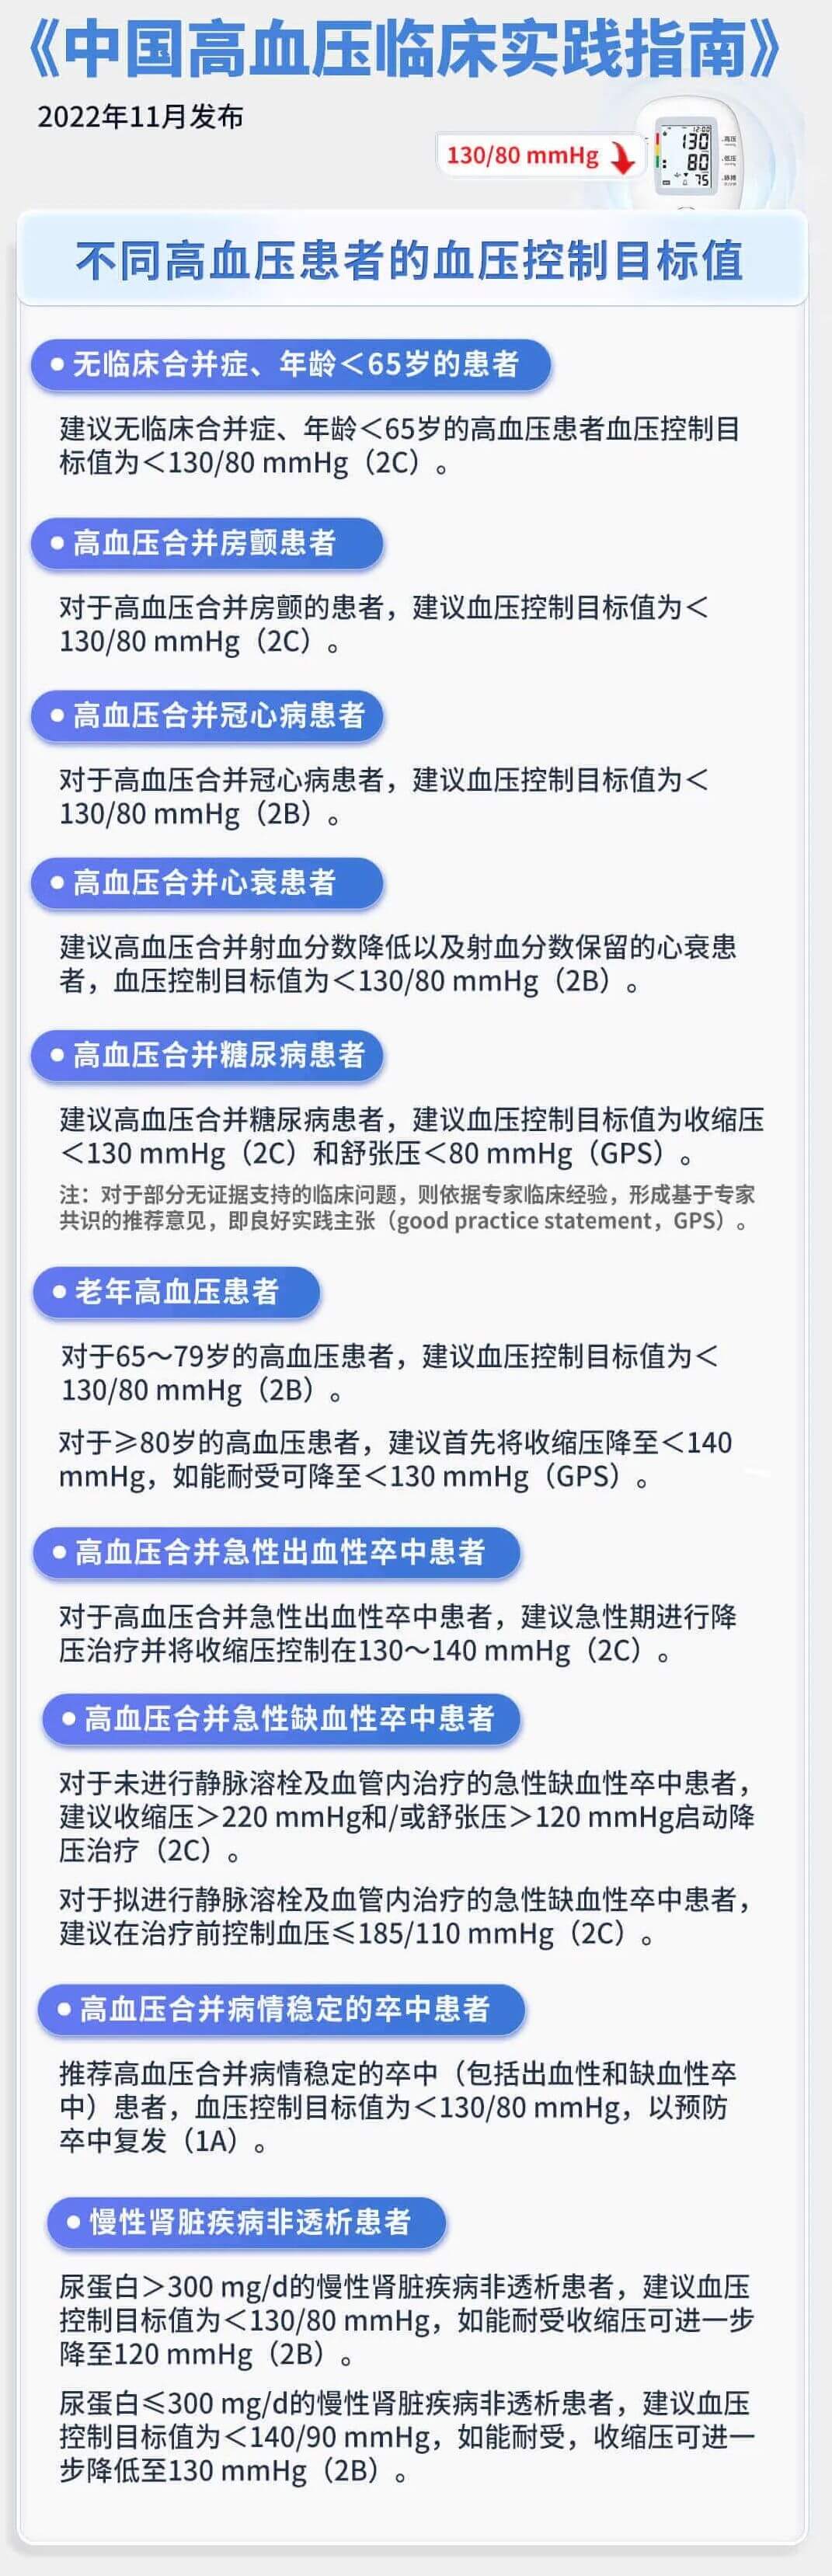 《中国高血压临床实践指南》
2022年11月发布
130/80 mmHg
12:00
130
80
75
高压
低压
脉搏
不同高血压患者的血压控制目标值
无临床合并症、年龄＜65岁的患者
建议无临床合并症、年龄＜65岁的高血压患者血压控制目
标值为＜130/80 mmHg（2C）。
高血压合并房颤患者
对于高血压合并房颤的患者，建议血压控制目标值为＜
130/80 mmHg（2C）。
高血压合并冠心病患者
对于高血压合并冠心病患者，建议血压控制目标值为＜
130/80 mmHg（2B）。
高血压合并心衰患者
建议高血压合并射血分数降低以及射血分数保留的心衰患
者，血压控制目标值为＜130/80 mmHg（2B）。
高血压合并糖尿病患者
建议高血压合并糖尿病患者，建议血压控制目标值为收缩压
＜130 mmHg（2C）和舒张压＜80 mmHg（GPS）。
注：对于部分无证据支持的临床问题，则依据专家临床经验，形成基于专家
共识的推荐意见，即良好实践主张（good practice statement，GPS）。
老年高血压患者
对于65～79岁的高血压患者，建议血压控制目标值为＜
130/80 mmHg（2B）。
对于≥80岁的高血压患者，建议首先将收缩压降至＜140
mmHg，如能耐受可降至＜130 mmHg（GPS）。
高血压合并急性出血性卒中患者
对于高血压合并急性出血性卒中患者，建议急性期进行降
压治疗并将收缩压控制在130～140 mmHg（2C）。
高血压合并急性缺血性卒中患者
对于未进行静脉溶栓及血管内治疗的急性缺血性卒中患者，
建议收缩压＞220 mmHg和/或舒张压＞120 mmHg启动降
压治疗（2C）。
对于拟进行静脉溶栓及血管内治疗的急性缺血性卒中患者，
建议在治疗前控制血压≤185/110 mmHg（2C）。
高血压合并病情稳定的卒中患者
推荐高血压合并病情稳定的卒中（包括出血性和缺血性卒
中）患者，血压控制目标值为＜130/80 mmHg，以预防
卒中复发（1A）。
慢性肾脏疾病非透析患者
尿蛋白＞300 mg/d的慢性肾脏疾病非透析患者，建议血压
控制目标值为＜130/80 mmHg，如能耐受收缩压可进一步
降至120 mmHg（2B）。
尿蛋白≤300 mg/d的慢性肾脏疾病非透析患者，建议血压
控制目标值为＜140/90 mmHg，如能耐受，收缩压可进一
步降低至130 mmHg（2B）。